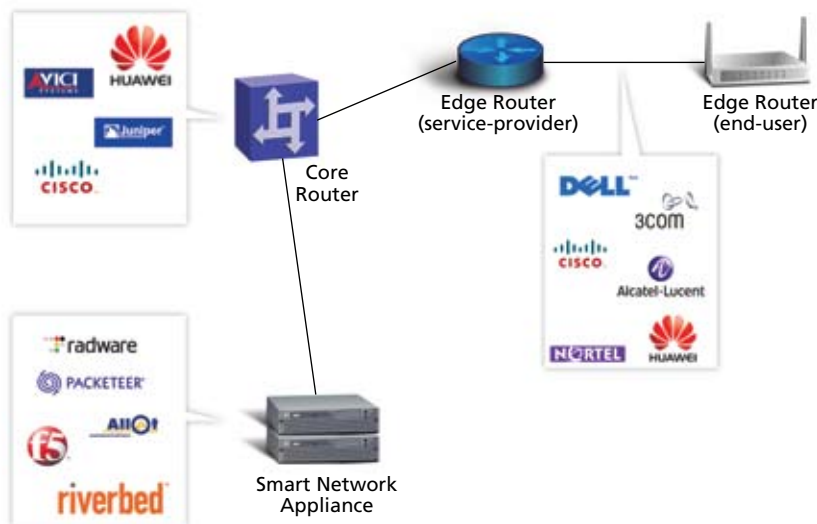 AVICI
SYSTEMS
HUAWEI
Juniper
CISCO
Core
Router
Edge Router
(service-provider)
Edge Router
(end-user)
DELL
3COM
CISCO
Alcatel-Lucent
NORTEL
HUAWEI
radware
PACKETEER
f5
Allot
riverbed
Smart Network
Appliance